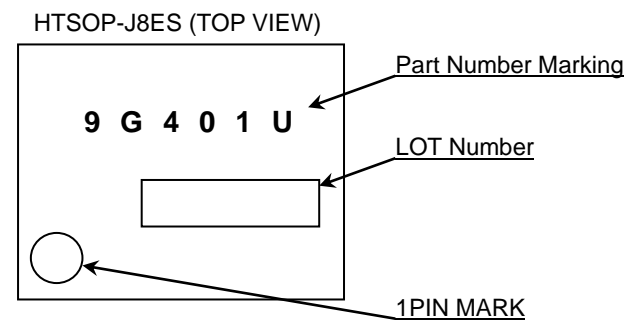 HTSOP-J8ES (TOP VIEW)
Part Number Marking
9 G 4 0 1 U
LOT Number
1PIN MARK